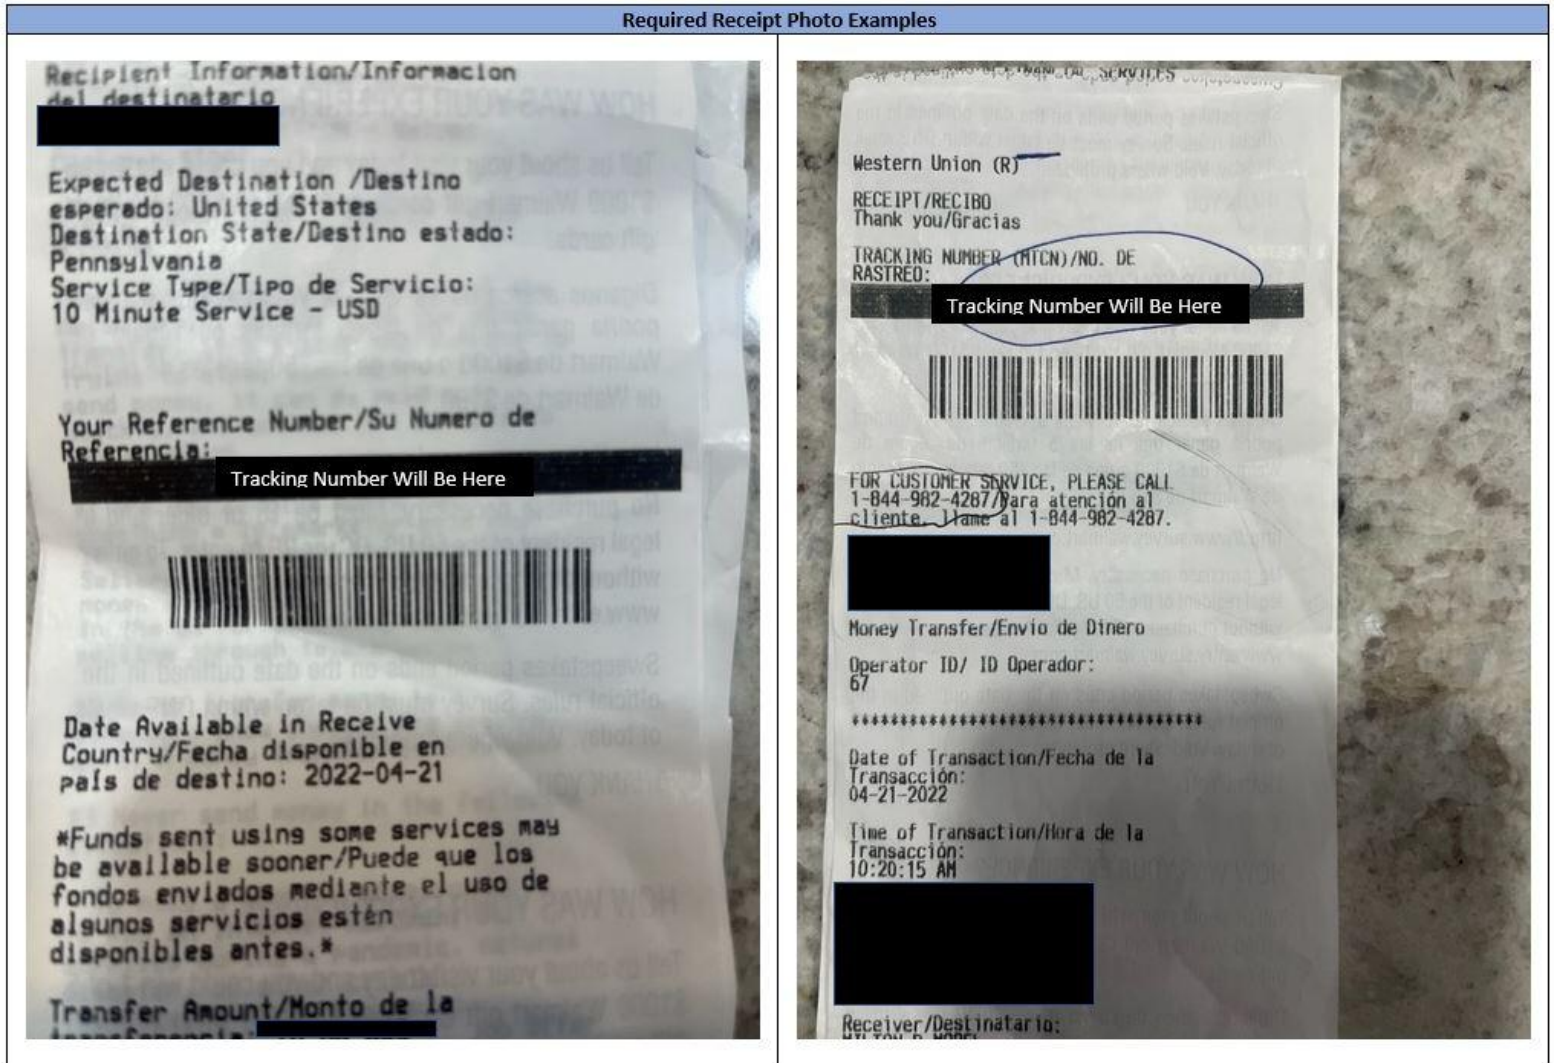 Required Receipt Photo Examples
Recipient Information/Informacion
del destinatario
Expected Destination /Destino
esperado: United States
Destination State/Destino estado:
Pennsylvania
Service Type/Tipo de Servicio:
10 Minute Service - USD
Your Reference Number/Su Numero de
Referencia:
Tracking Number Will Be Here
Date Available in Receive
Country/Fecha disponible en
país de destino: 2022-04-21
*Funds sent using some services may
be available sooner/Puede que los
fondos enviados mediante el uso de
algunos servicios estén
disponibles antes.*
Transfer Amount/Monto de la
transferencia:
SERVICES
Western Union (R)
RECEIPT/RECIBO
Thank you/Gracias
TRACKING NUMBER (MTCN)/NO. DE
RASTREO:
Tracking Number Will Be Here
FOR CUSTOMER SERVICE, PLEASE CALL
1-844-982-4287/Para atención al
cliente, llame al 1-844-982-4287.
Money Transfer/Envio de Dinero
Operator ID/ ID Operador:
67
************************************
Date of Transaction/Fecha de la
Transacción:
04-21-2022
Time of Transaction/Hora de la
Transacción:
10:20:15 AM
Receiver/Destinatario: